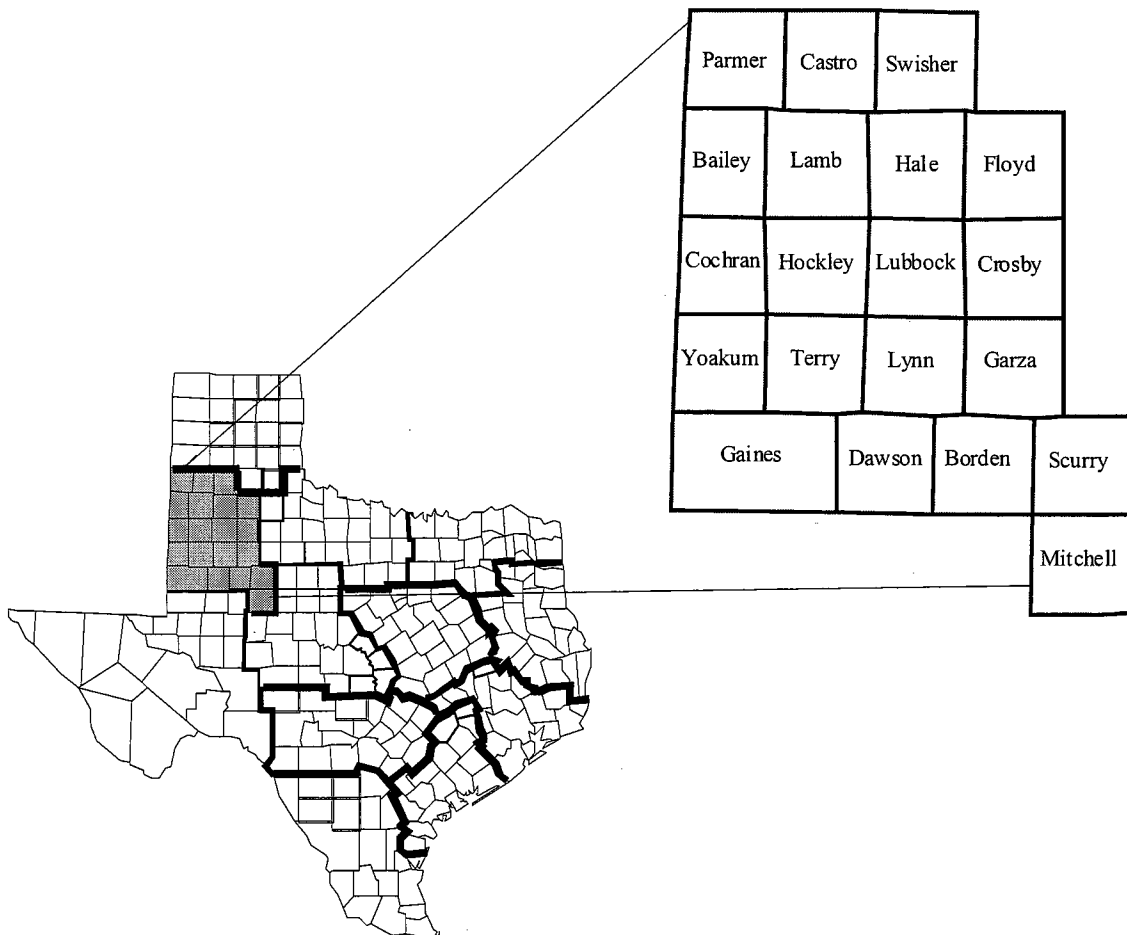 Parmer Castro Swisher
Bailey Lamb Hale Floyd
Cochran Hockley Lubbock Crosby
Yoakum Terry Lynn Garza
Gaines Dawson Borden Scurry
Mitchell